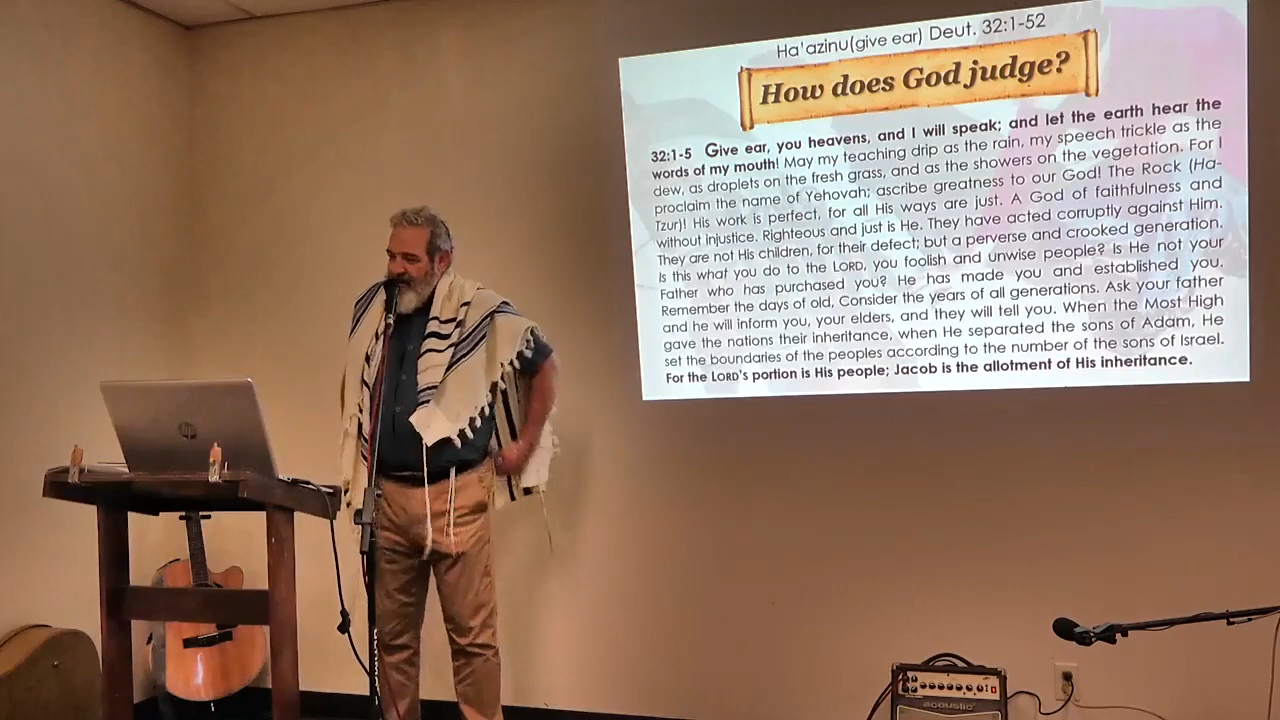 Ha'azinu(give ear) Deut. 32:1-52
How does God judge?
32:1-5 Give ear, you heavens, and I will speak; and let the earth hear the
words of my mouth! May my teaching drip as the rain, my speech trickle as the
dew, as droplets on the fresh grass, and as the showers on the vegetation. For I
proclaim the name of Yehovah; ascribe greatness to our God! The Rock (Ha-
Tzur)! His work is perfect, for all His ways are just. A God of faithfulness and
without injustice. Righteous and just is He. They have acted corruptly against Him.
They are not His children, for their defect; but a perverse and crooked generation.
Is this what you do to the LORD, you foolish and unwise people? Is He not your
Father who has purchased you? He has made you and established you.
Remember the days of old, Consider the years of all generations. Ask your father
and he will inform you, your elders, and they will tell you. When the Most High
gave the nations their inheritance, when He separated the sons of Adam, He
set the boundaries of the peoples according to the number of the sons of Israel.
For the LORD's portion is His people; Jacob is the allotment of His inheritance.
hp
acoustic